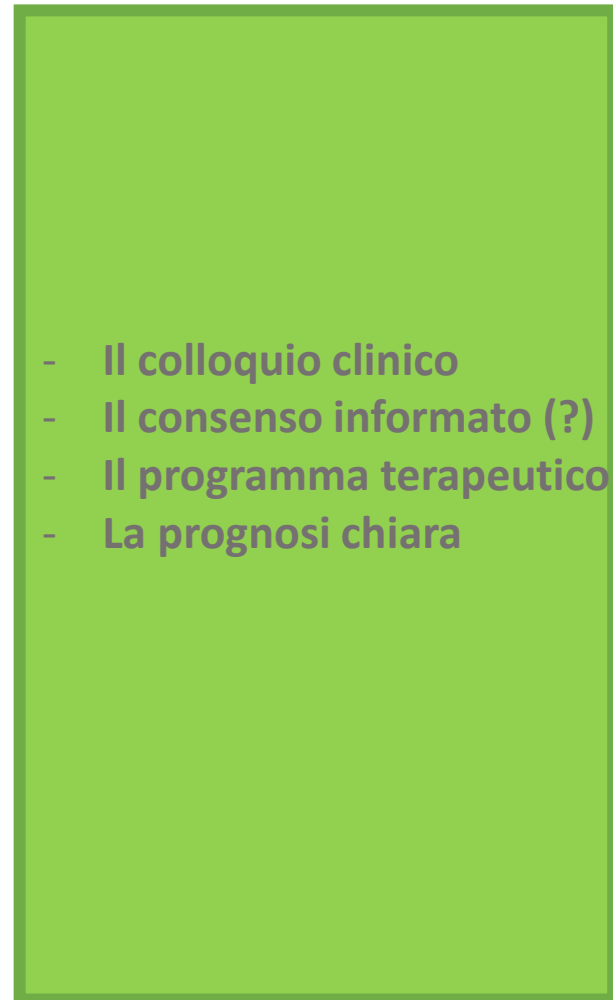 - Il colloquio clinico
- Il consenso informato (?)
- Il programma terapeutico
- La prognosi chiara